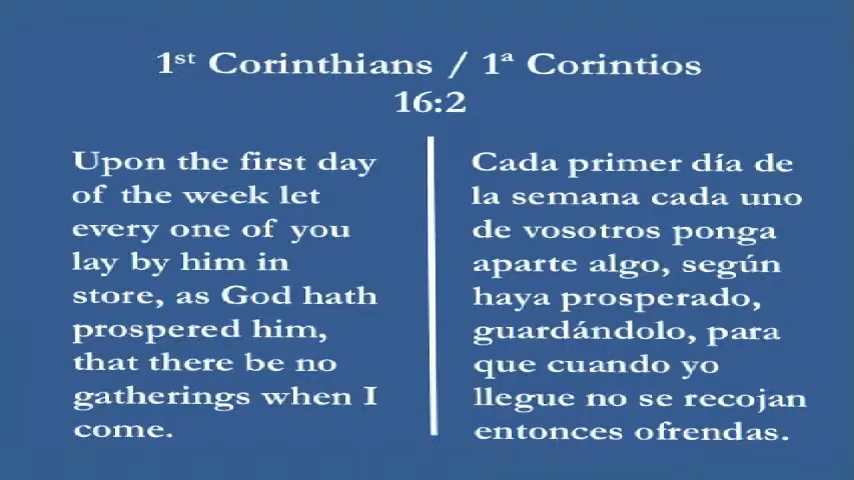 1st Corinthians / 1ª Corintios
16:2
Upon the first day
of the week let
every one of you
lay by him in
store, as God hath
prospered him,
that there be no
gatherings when I
come.
Cada primer día de
la semana cada uno
de vosotros ponga
aparte algo, según
haya prosperado,
guardándolo, para
que cuando yo
llegue no se recojan
entonces ofrendas.